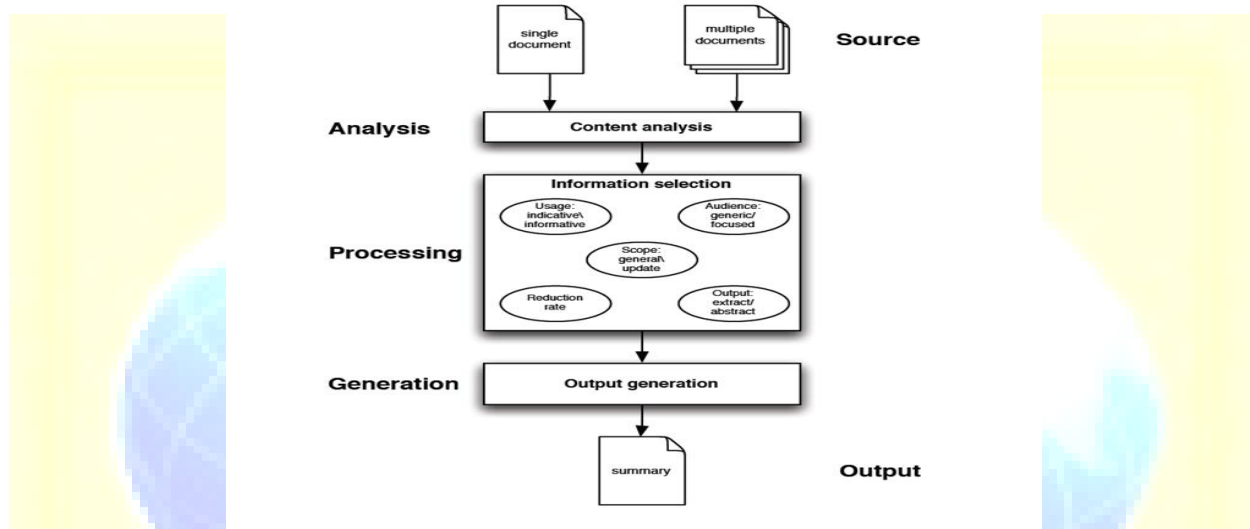 single
document
multiple
documents
Source
Analysis
Content analysis
Information selection
Usage:
indicative\
informative
Audience:
generic/
focused
Processing
Scope:
general\
update
Reduction
rate
Output:
extract/
abstract
Generation
Output generation
summary
Output